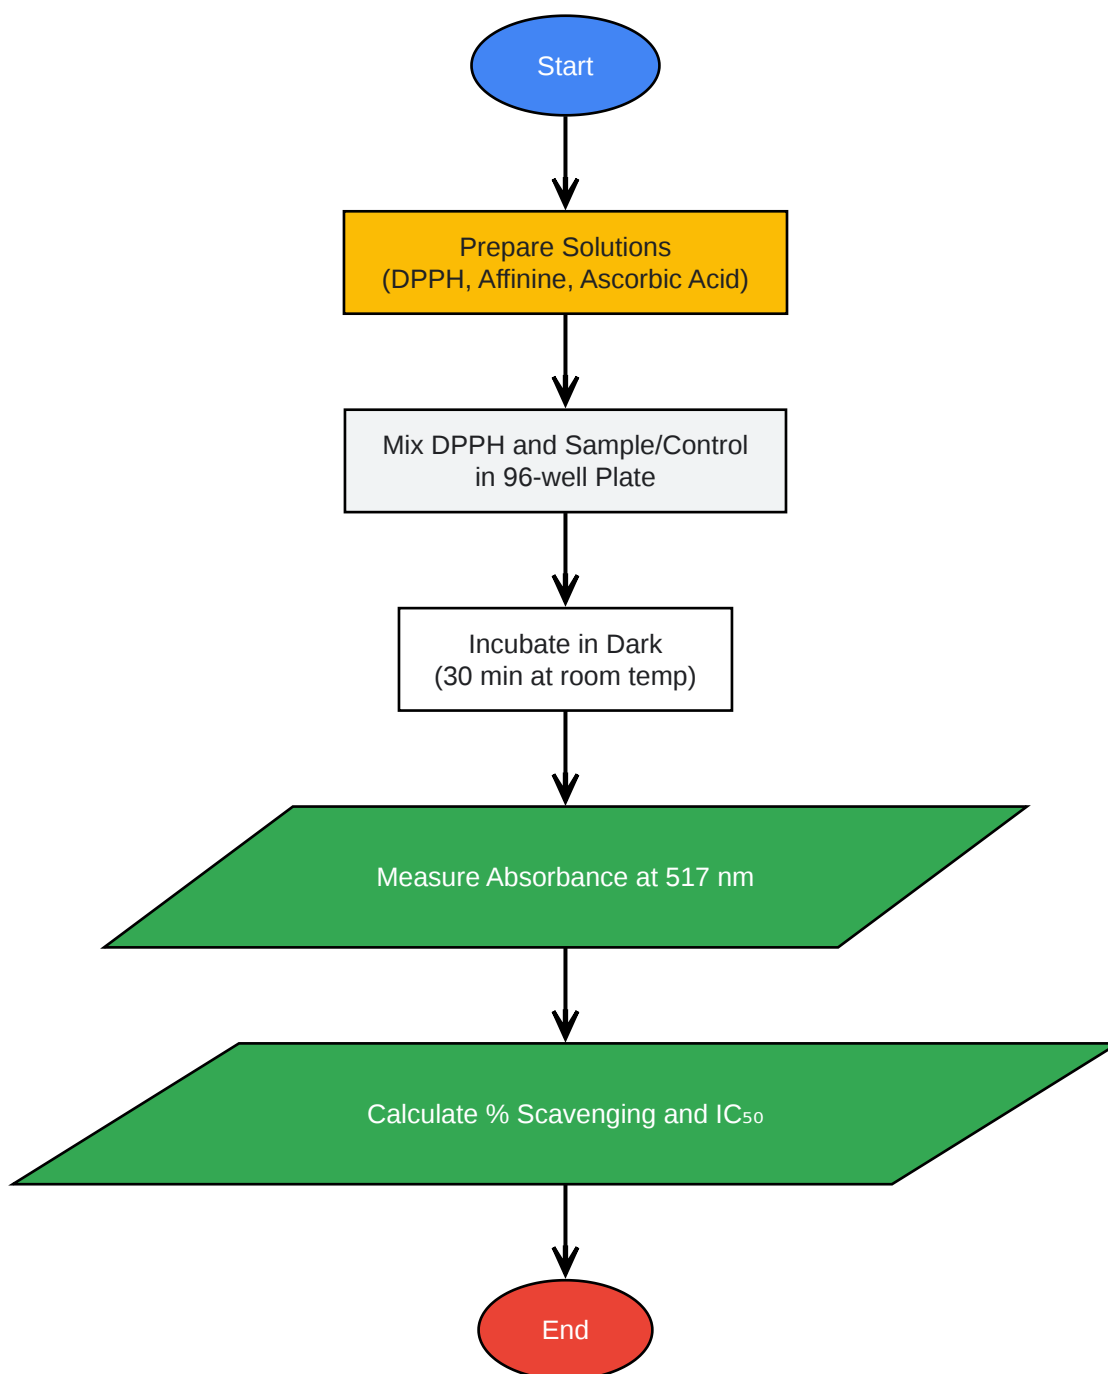 Start
Prepare Solutions
(DPPH, Affinine, Ascorbic Acid)
Mix DPPH and Sample/Control
in 96-well Plate
Incubate in Dark
(30 min at room temp)
Measure Absorbance at 517 nm
Calculate % Scavenging and IC₅₀
End